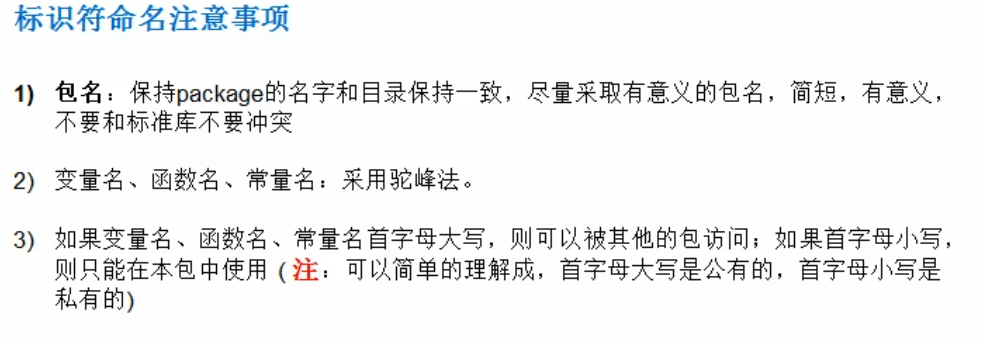 标识符命名注意事项
1) 包名：保持package的名字和目录保持一致，尽量采取有意义的包名，简短，有意义，
不要和标准库不要冲突
2) 变量名、函数名、常量名：采用驼峰法。
3) 如果变量名、函数名、常量名首字母大写，则可以被其他的包访问；如果首字母小写，
则只能在本包中使用 ( 注：可以简单的理解成，首字母大写是公有的，首字母小写是
私有的)